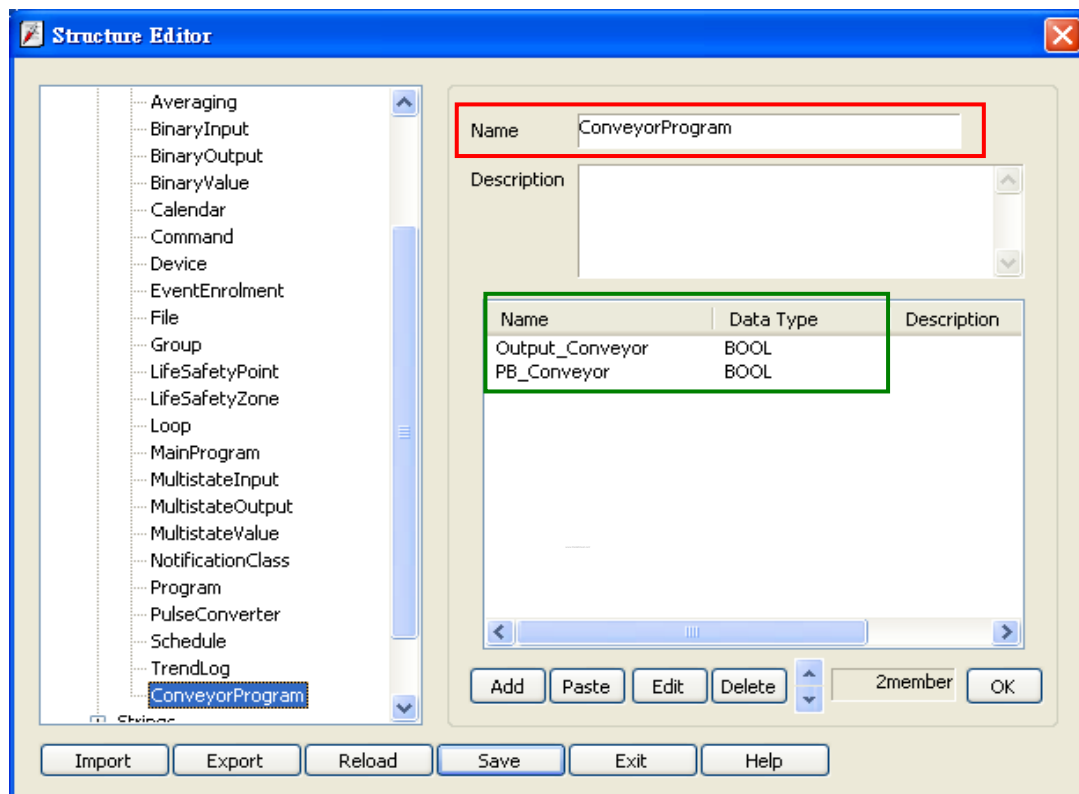 Structure Editor
Averaging
BinaryInput
BinaryOutput
BinaryValue
Calendar
Command
Device
EventEnrolment
File
Group
LifeSafetyPoint
LifeSafetyZone
Loop
MainProgram
MultistateInput
MultistateOutput
MultistateValue
NotificationClass
Program
PulseConverter
Schedule
TrendLog
ConveyorProgram
Strings
Name ConveyorProgram
Description
Name Data Type Description
Output_Conveyor BOOL
PB_Conveyor BOOL
Add Paste Edit Delete 2member OK
Import Export Reload Save Exit Help